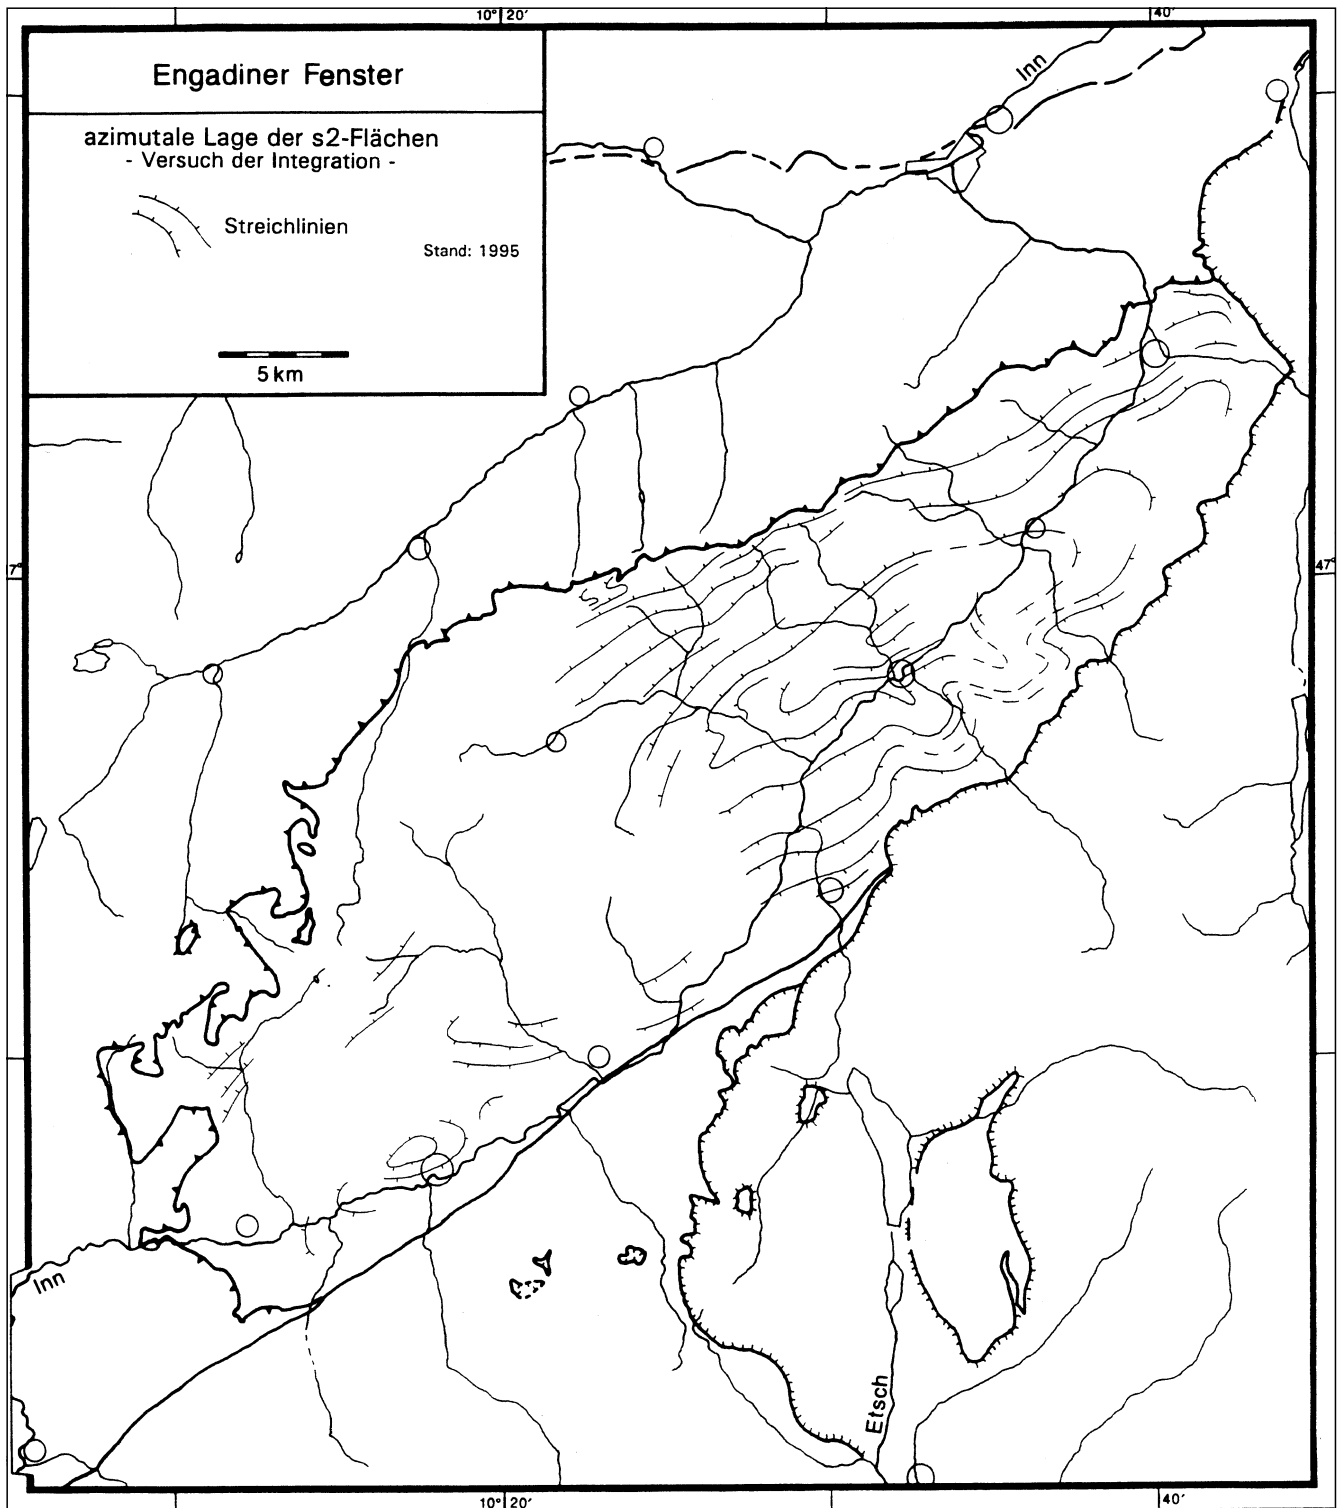 10° 20'
40'
Engadiner Fenster
azimutale Lage der s2-Flächen
- Versuch der Integration -
Streichlinien
Stand: 1995
5 km
Inn
7°
47°
Inn
Etsch
10° 20'
40'